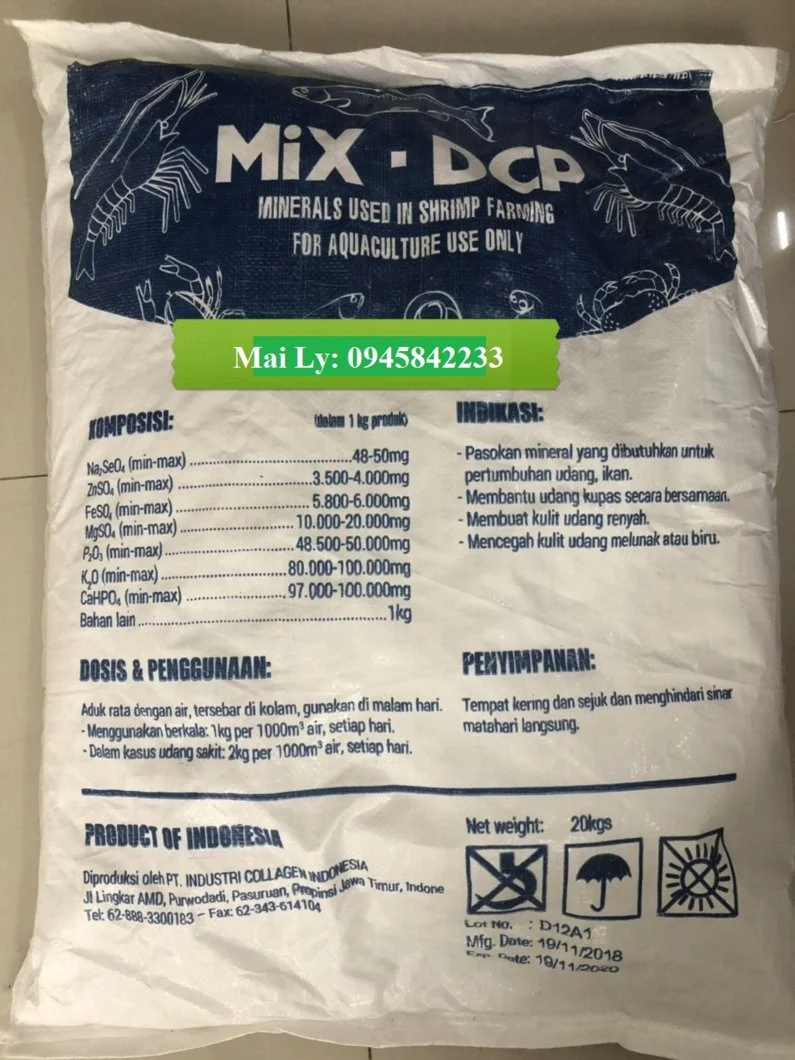 MiX · DCP
MINERALS USED IN SHRIMP FARMING
FOR AQUACULTURE USE ONLY
Mai Ly: 0945842233
KOMPOSISI: (dalam 1 kg produk)
Na₂SeO₄ (min-max) ........................48-50mg
ZnSO₄ (min-max) ........................3.500-4.000mg
FeSO₄ (min-max) ........................5.800-6.000mg
MgSO₄ (min-max) ........................10.000-20.000mg
P₂O₅ (min-max) ........................48.500-50.000mg
K₂O (min-max) ........................80.000-100.000mg
CaHPO₄ (min-max) ........................97.000-100.000mg
Bahan lain ........................1kg
INDIKASI:
- Pasokan mineral yang dibutuhkan untuk
pertumbuhan udang, ikan.
- Membantu udang kupas secara bersamaan.
- Membuat kulit udang renyah.
- Mencegah kulit udang melunak atau biru.
DOSIS & PENGGUNAAN:
Aduk rata dengan air, tersebar di kolam, gunakan di malam hari.
- Menggunakan berkala: 1kg per 1000m³ air, setiap hari.
- Dalam kasus udang sakit: 2kg per 1000m³ air, setiap hari.
PENYIMPANAN:
Tempat kering dan sejuk dan menghindari sinar
matahari langsung.
PRODUCT OF INDONESIA
Diproduksi oleh PT. INDUSTRI COLLAGEN INDONESIA
Jl Lingkar AMD, Purwodadi, Pasuruan, Propinsi Jawa Timur, Indone
Tel: 62-888-3300183 – Fax: 62-343-614104
Net weight: 20kgs
Lot No. : D12A1
Mfg. Date: 19/11/2018
Exp. Date: 19/11/2020